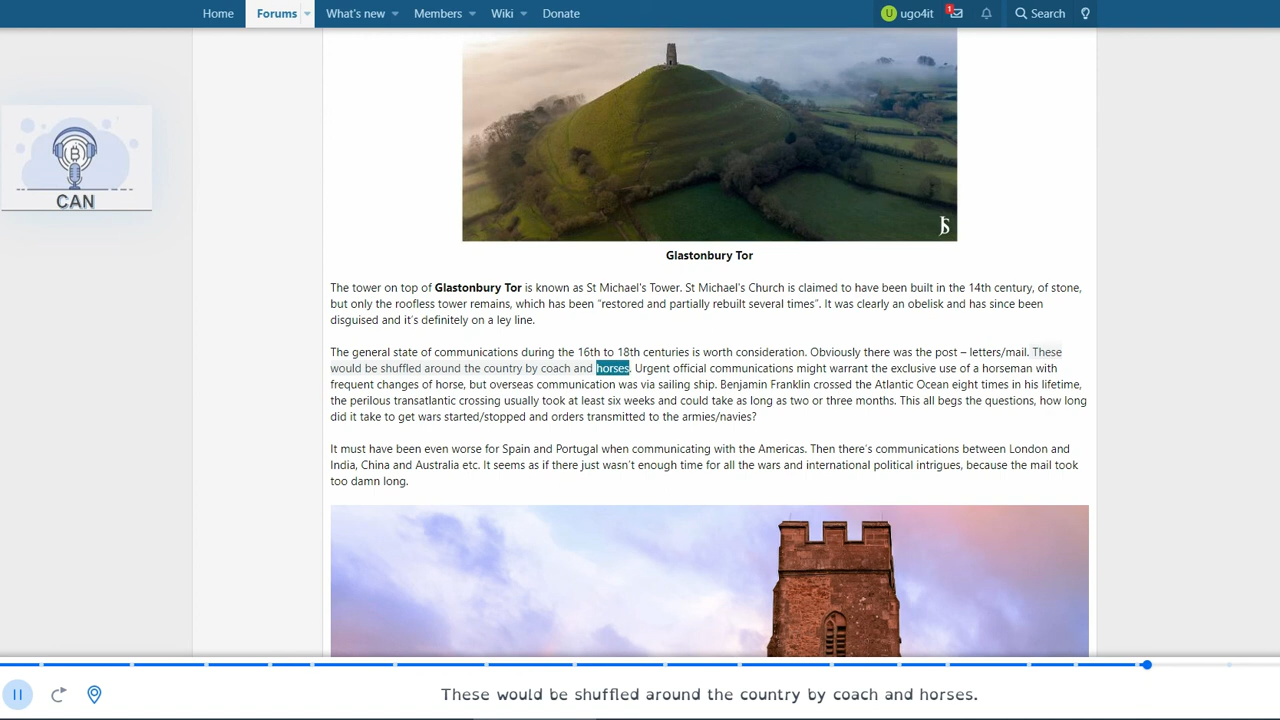 Home Forums What's new Members Wiki Donate ugo4it 1 Search
U
CAN
JS
Glastonbury Tor
The tower on top of Glastonbury Tor is known as St Michael's Tower. St Michael's Church is claimed to have been built in the 14th century, of stone,
but only the roofless tower remains, which has been "restored and partially rebuilt several times". It was clearly an obelisk and has since been
disguised and it's definitely on a ley line.
The general state of communications during the 16th to 18th centuries is worth consideration. Obviously there was the post – letters/mail. These
would be shuffled around the country by coach and horses. Urgent official communications might warrant the exclusive use of a horseman with
frequent changes of horse, but overseas communication was via sailing ship. Benjamin Franklin crossed the Atlantic Ocean eight times in his lifetime,
the perilous transatlantic crossing usually took at least six weeks and could take as long as two or three months. This all begs the questions, how long
did it take to get wars started/stopped and orders transmitted to the armies/navies?
It must have been even worse for Spain and Portugal when communicating with the Americas. Then there's communications between London and
India, China and Australia etc. It seems as if there just wasn't enough time for all the wars and international political intrigues, because the mail took
too damn long.
These would be shuffled around the country by coach and horses.